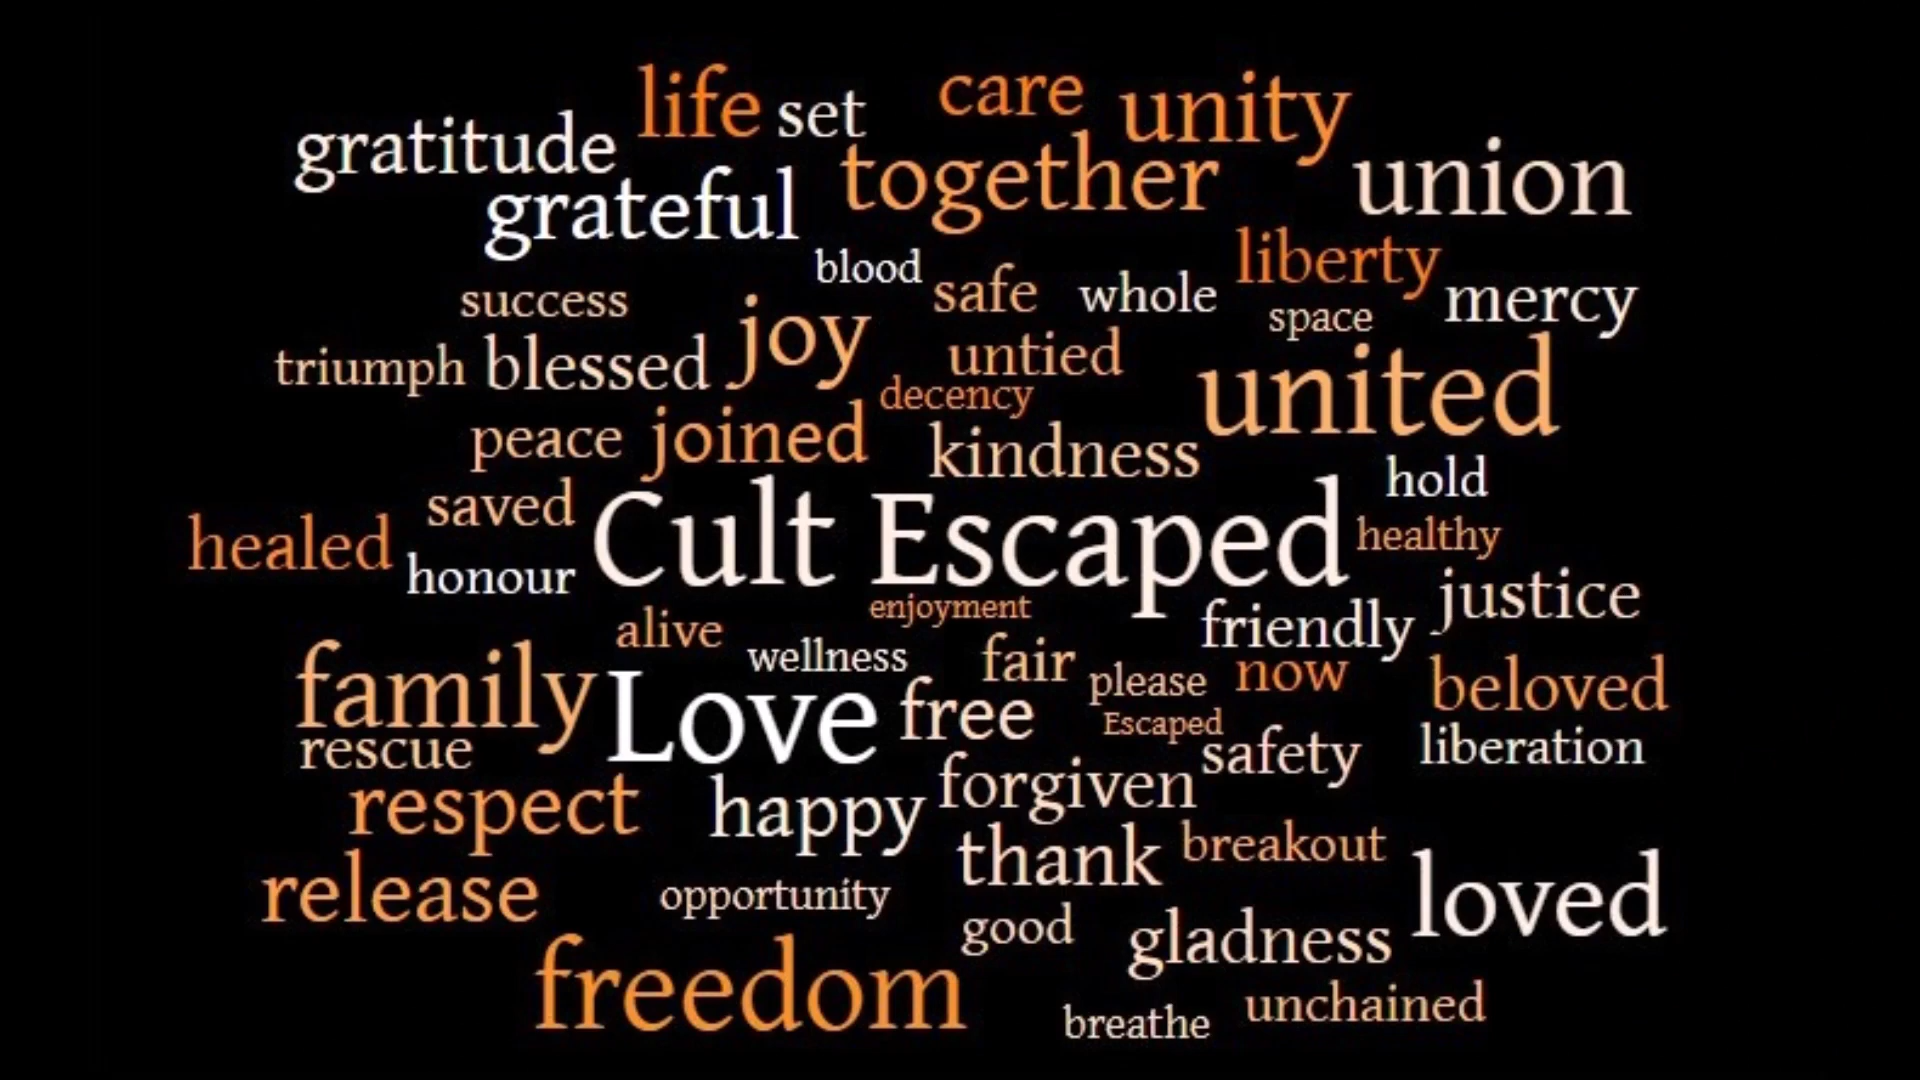 life set care unity
gratitude together union
grateful
blood safe whole liberty
success joy space mercy
triumph blessed untied united
decency
peace joined kindness
saved Cult Escaped hold
healed honour healthy
enjoyment justice
alive wellness friendly
family Love fair please now beloved
rescue free Escaped safety liberation
respect happy forgiven
thank breakout
release opportunity loved
good gladness
freedom breathe unchained